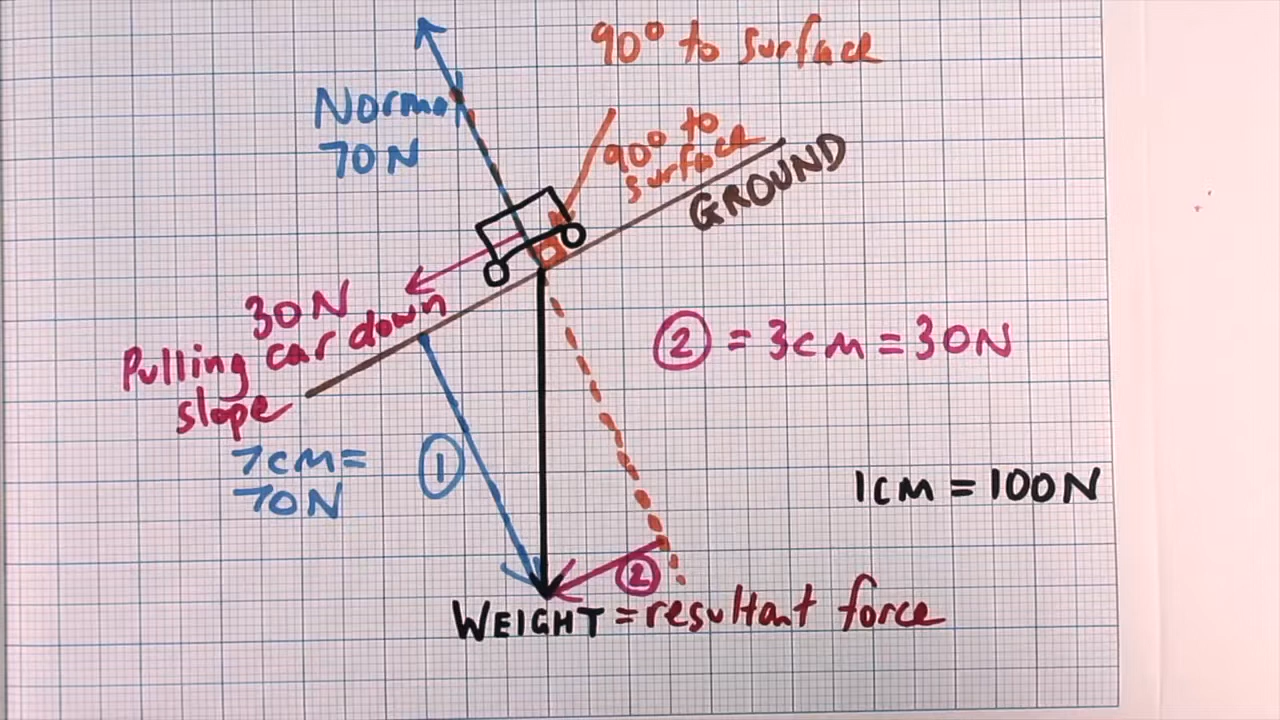 90° to surface
Normal
70N
90° to
surface
GROUND
30N
Pulling car down
slope
② = 3cm = 30N
7cm =
70N
①
1cm = 100N
②
WEIGHT = resultant force